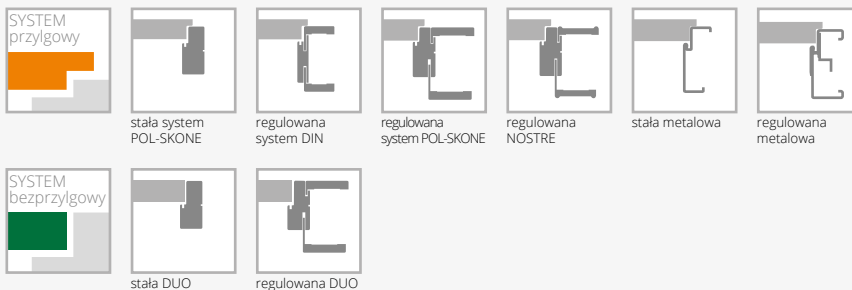 SYSTEM
przylgowy
stała system
POL-SKONE
regulowana
system DIN
regulowana
system POL-SKONE
regulowana
NOSTRE
stała metalowa
regulowana
metalowa
SYSTEM
bezprzylgowy
stała DUO
regulowana DUO